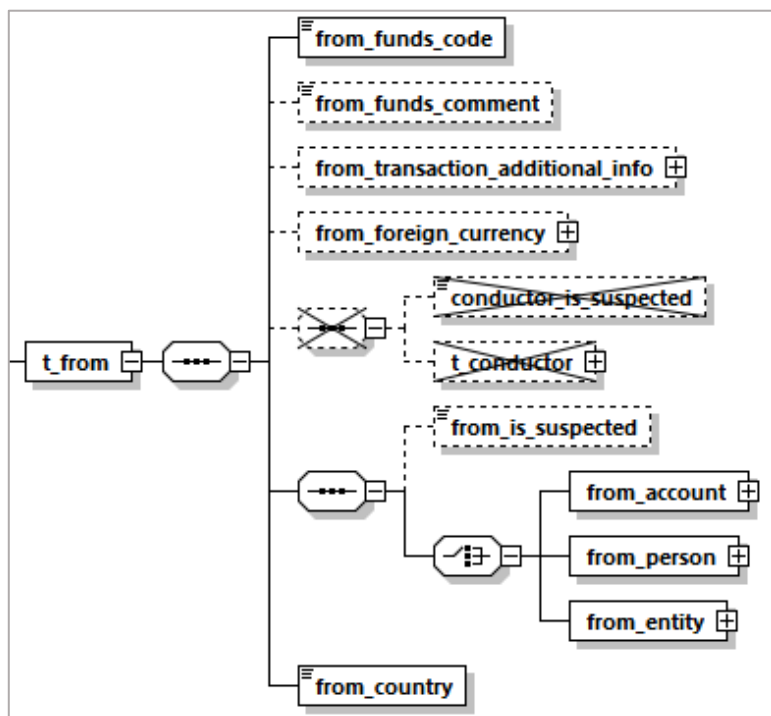 from_funds_code
from_funds_comment
from_transaction_additional_info
from_foreign_currency
conductor_is_suspected
t_from
t_conductor
from_is_suspected
from_account
from_person
from_entity
from_country